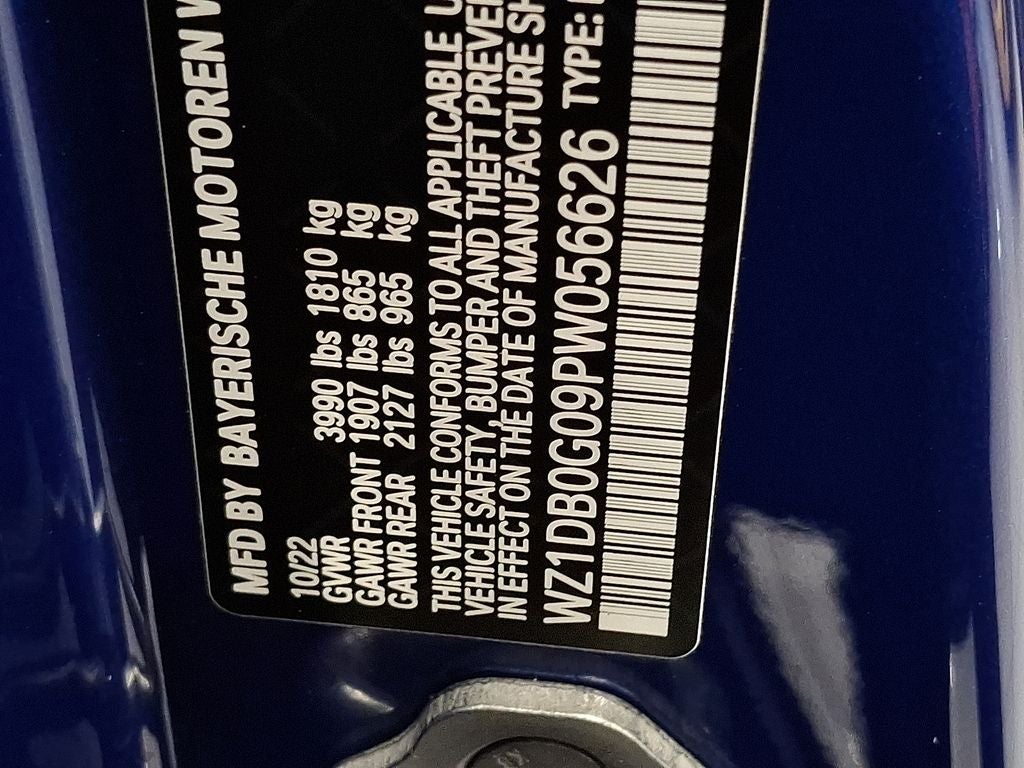 MFD BY BAYERISCHE MOTOREN W
10/22
GVWR 3990 lbs 1810 kg
GAWR FRONT 1907 lbs 865 kg
GAWR REAR 2127 lbs 965 kg
THIS VEHICLE CONFORMS TO ALL APPLICABLE U
VEHICLE SAFETY, BUMPER AND THEFT PREVEN
IN EFFECT ON THE DATE OF MANUFACTURE SH
WZ1DB0G09PW056626 TYPE: